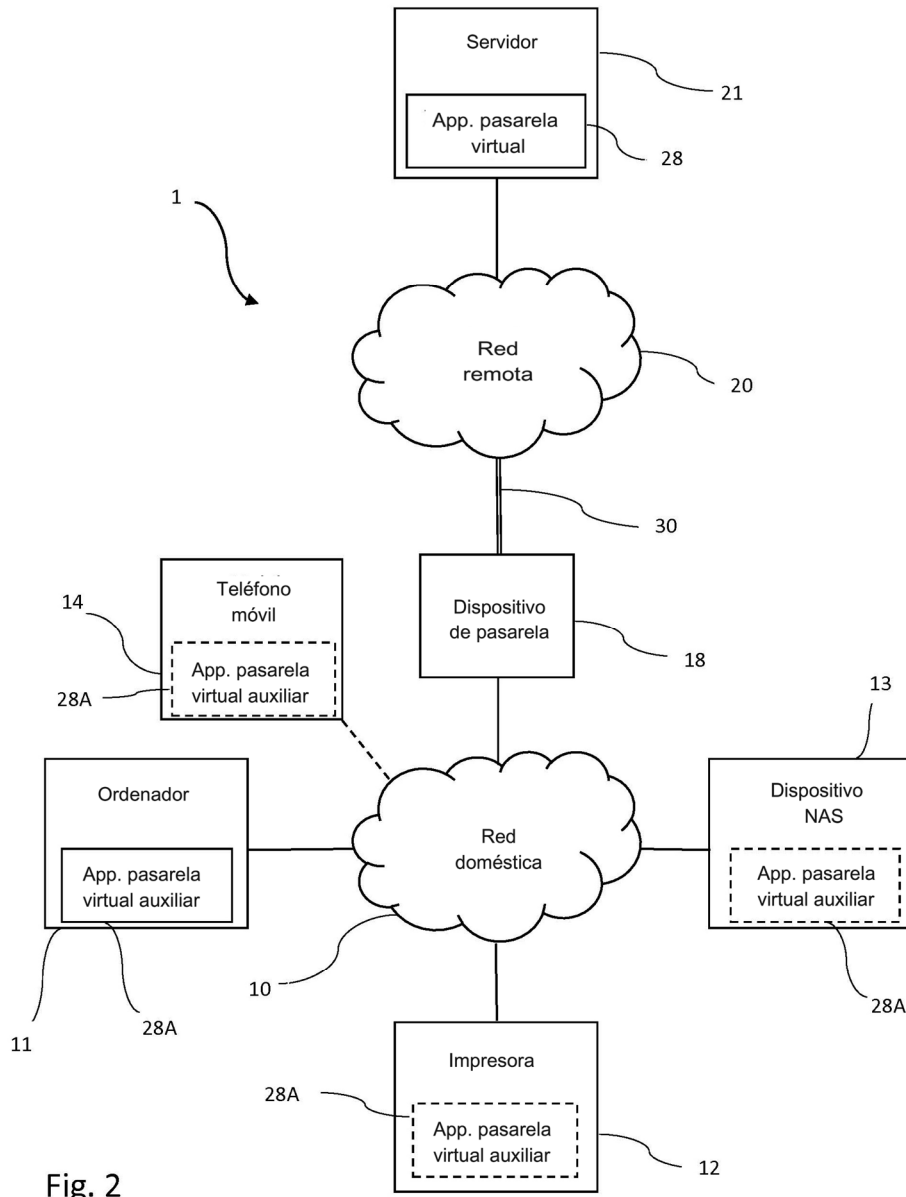 Servidor
21
App. pasarela
virtual
28
1
Red
remota
20
30
Teléfono
móvil
14
App. pasarela
virtual auxiliar
28A
Dispositivo
de pasarela
18
13
Ordenador
App. pasarela
virtual auxiliar
Red
doméstica
Dispositivo
NAS
App. pasarela
virtual auxiliar
10
11
28A
28A
Impresora
28A
App. pasarela
virtual auxiliar
12
Fig. 2